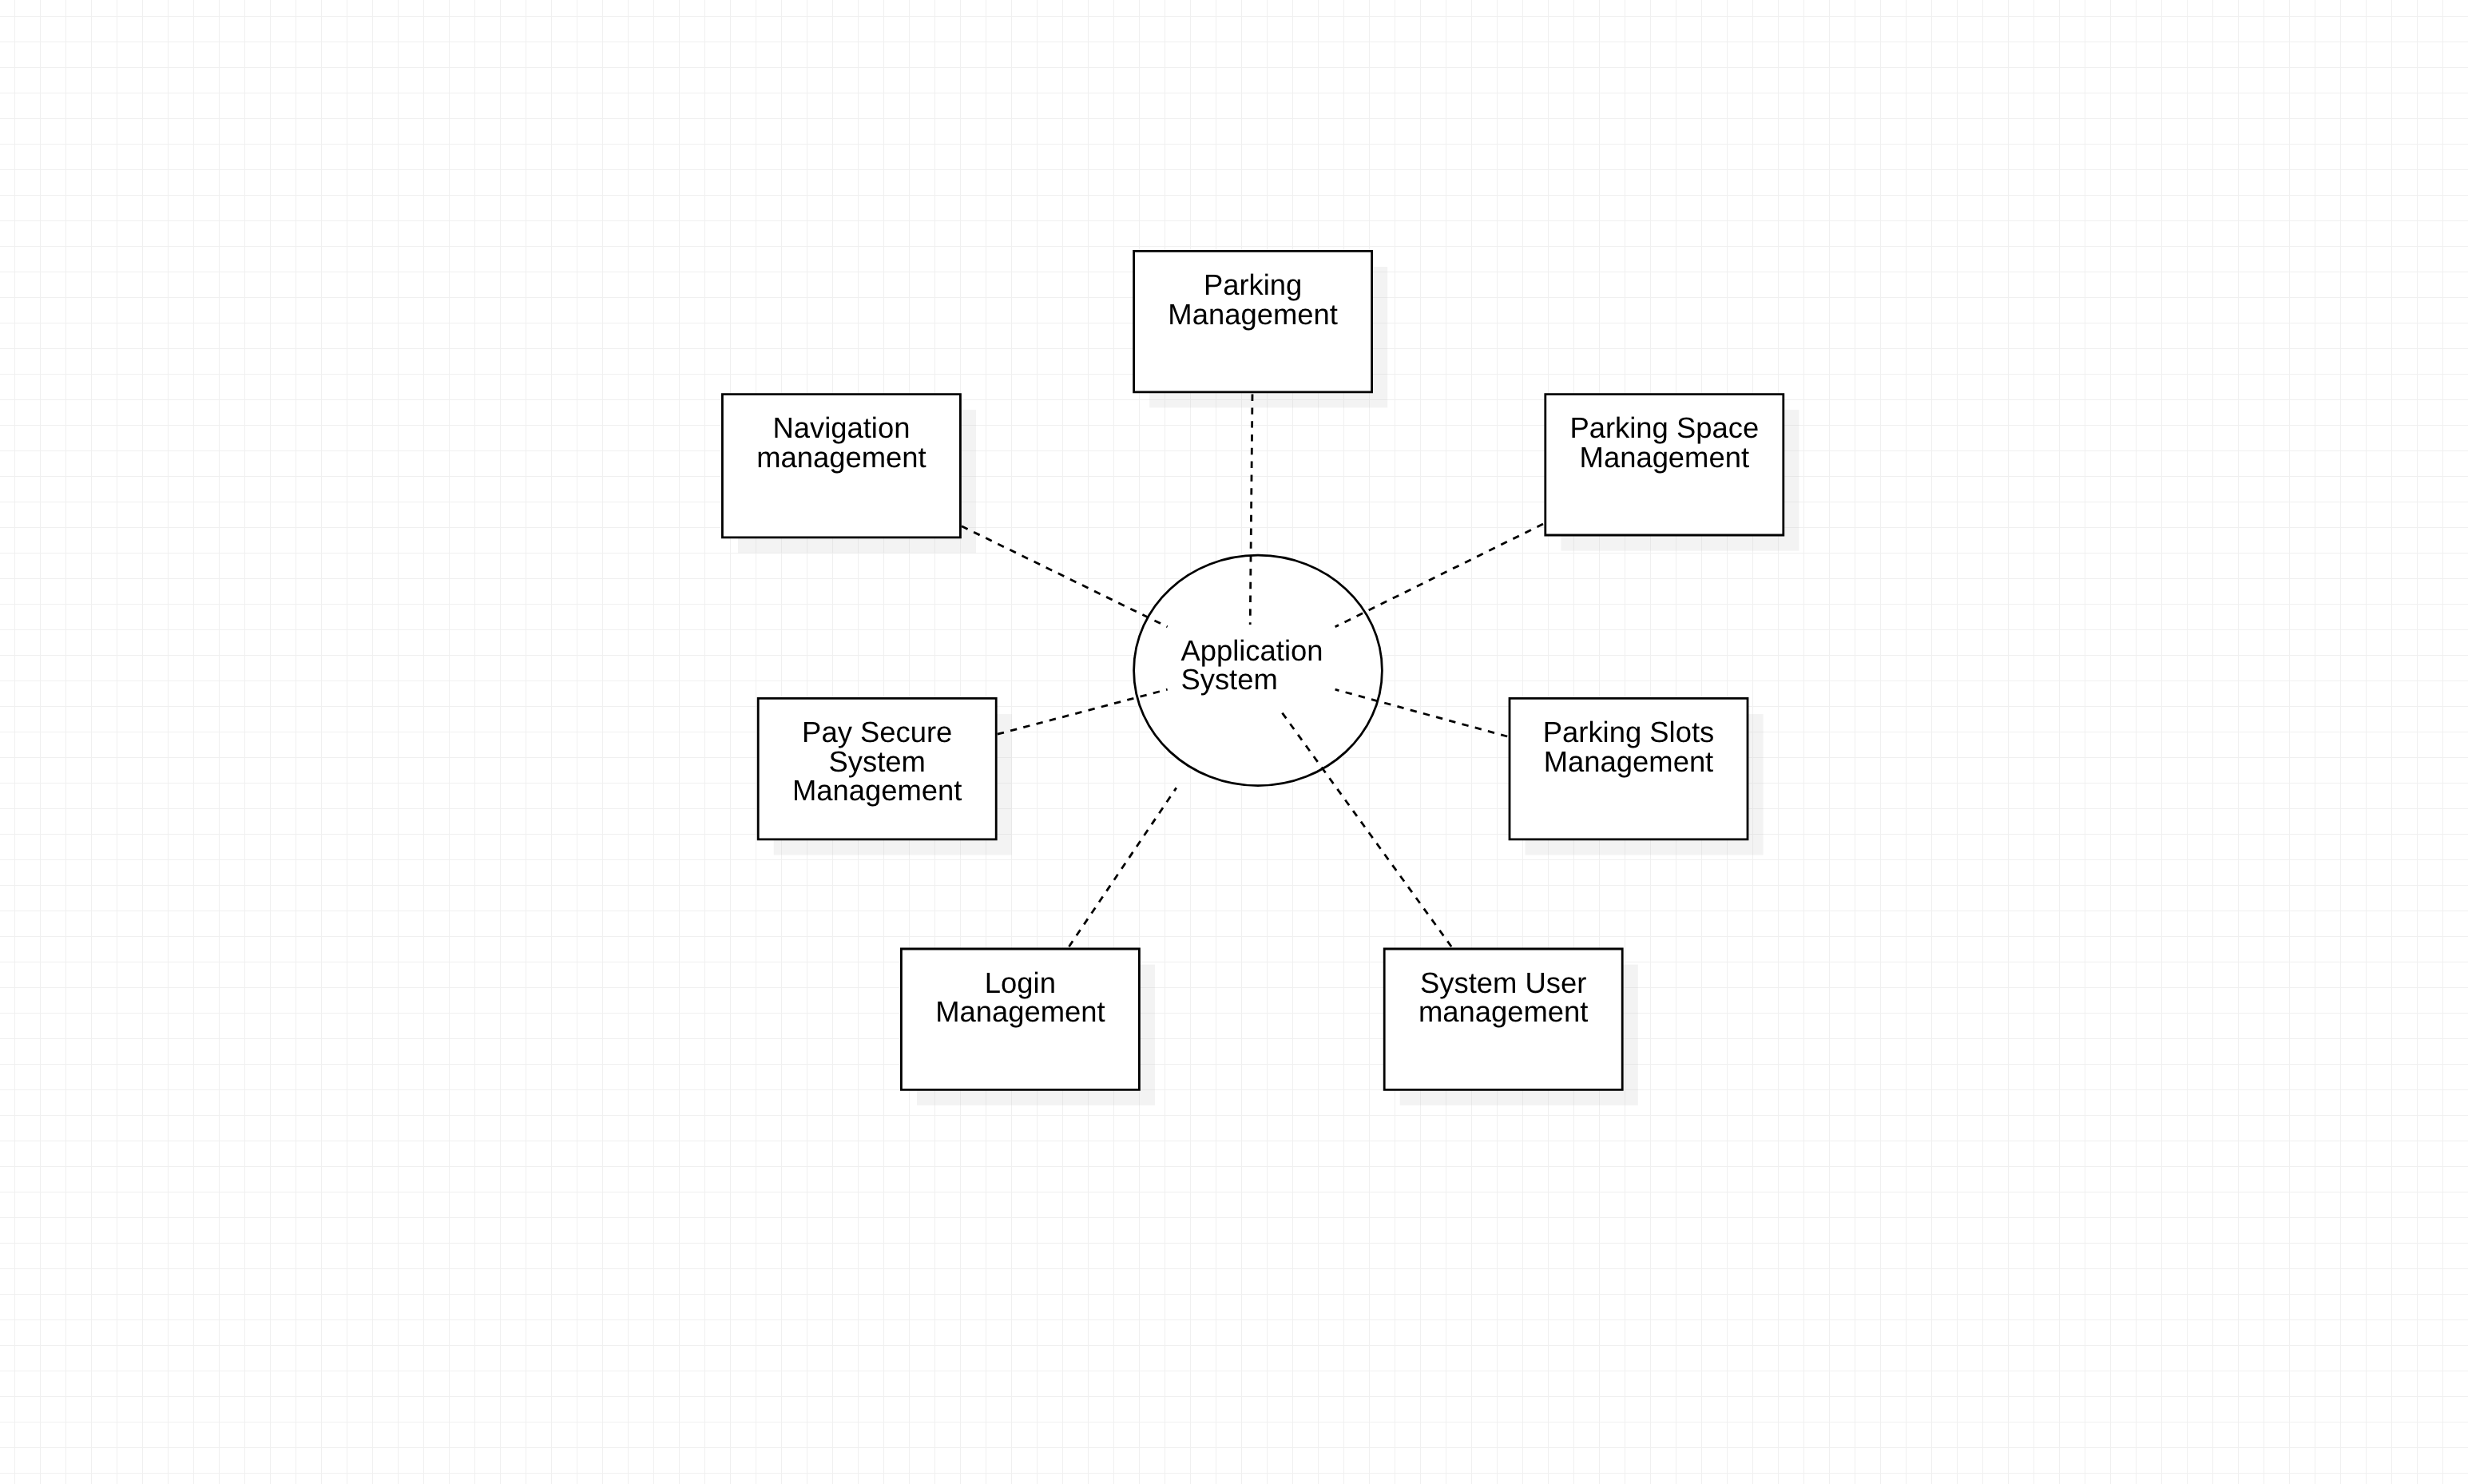 Parking
Management
Navigation
management
Parking Space
Management
Application
System
Pay Secure
System
Management
Parking Slots
Management
Login
Management
System User
management